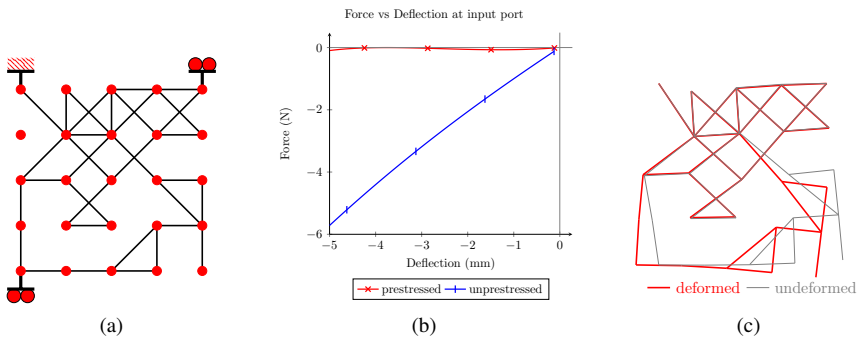 Force vs Deflection at input port
0
−2
−4
−6
Force (N)
−5 −4 −3 −2 −1 0
Deflection (mm)
prestressed unprestressed
deformed undeformed
(a) (b) (c)